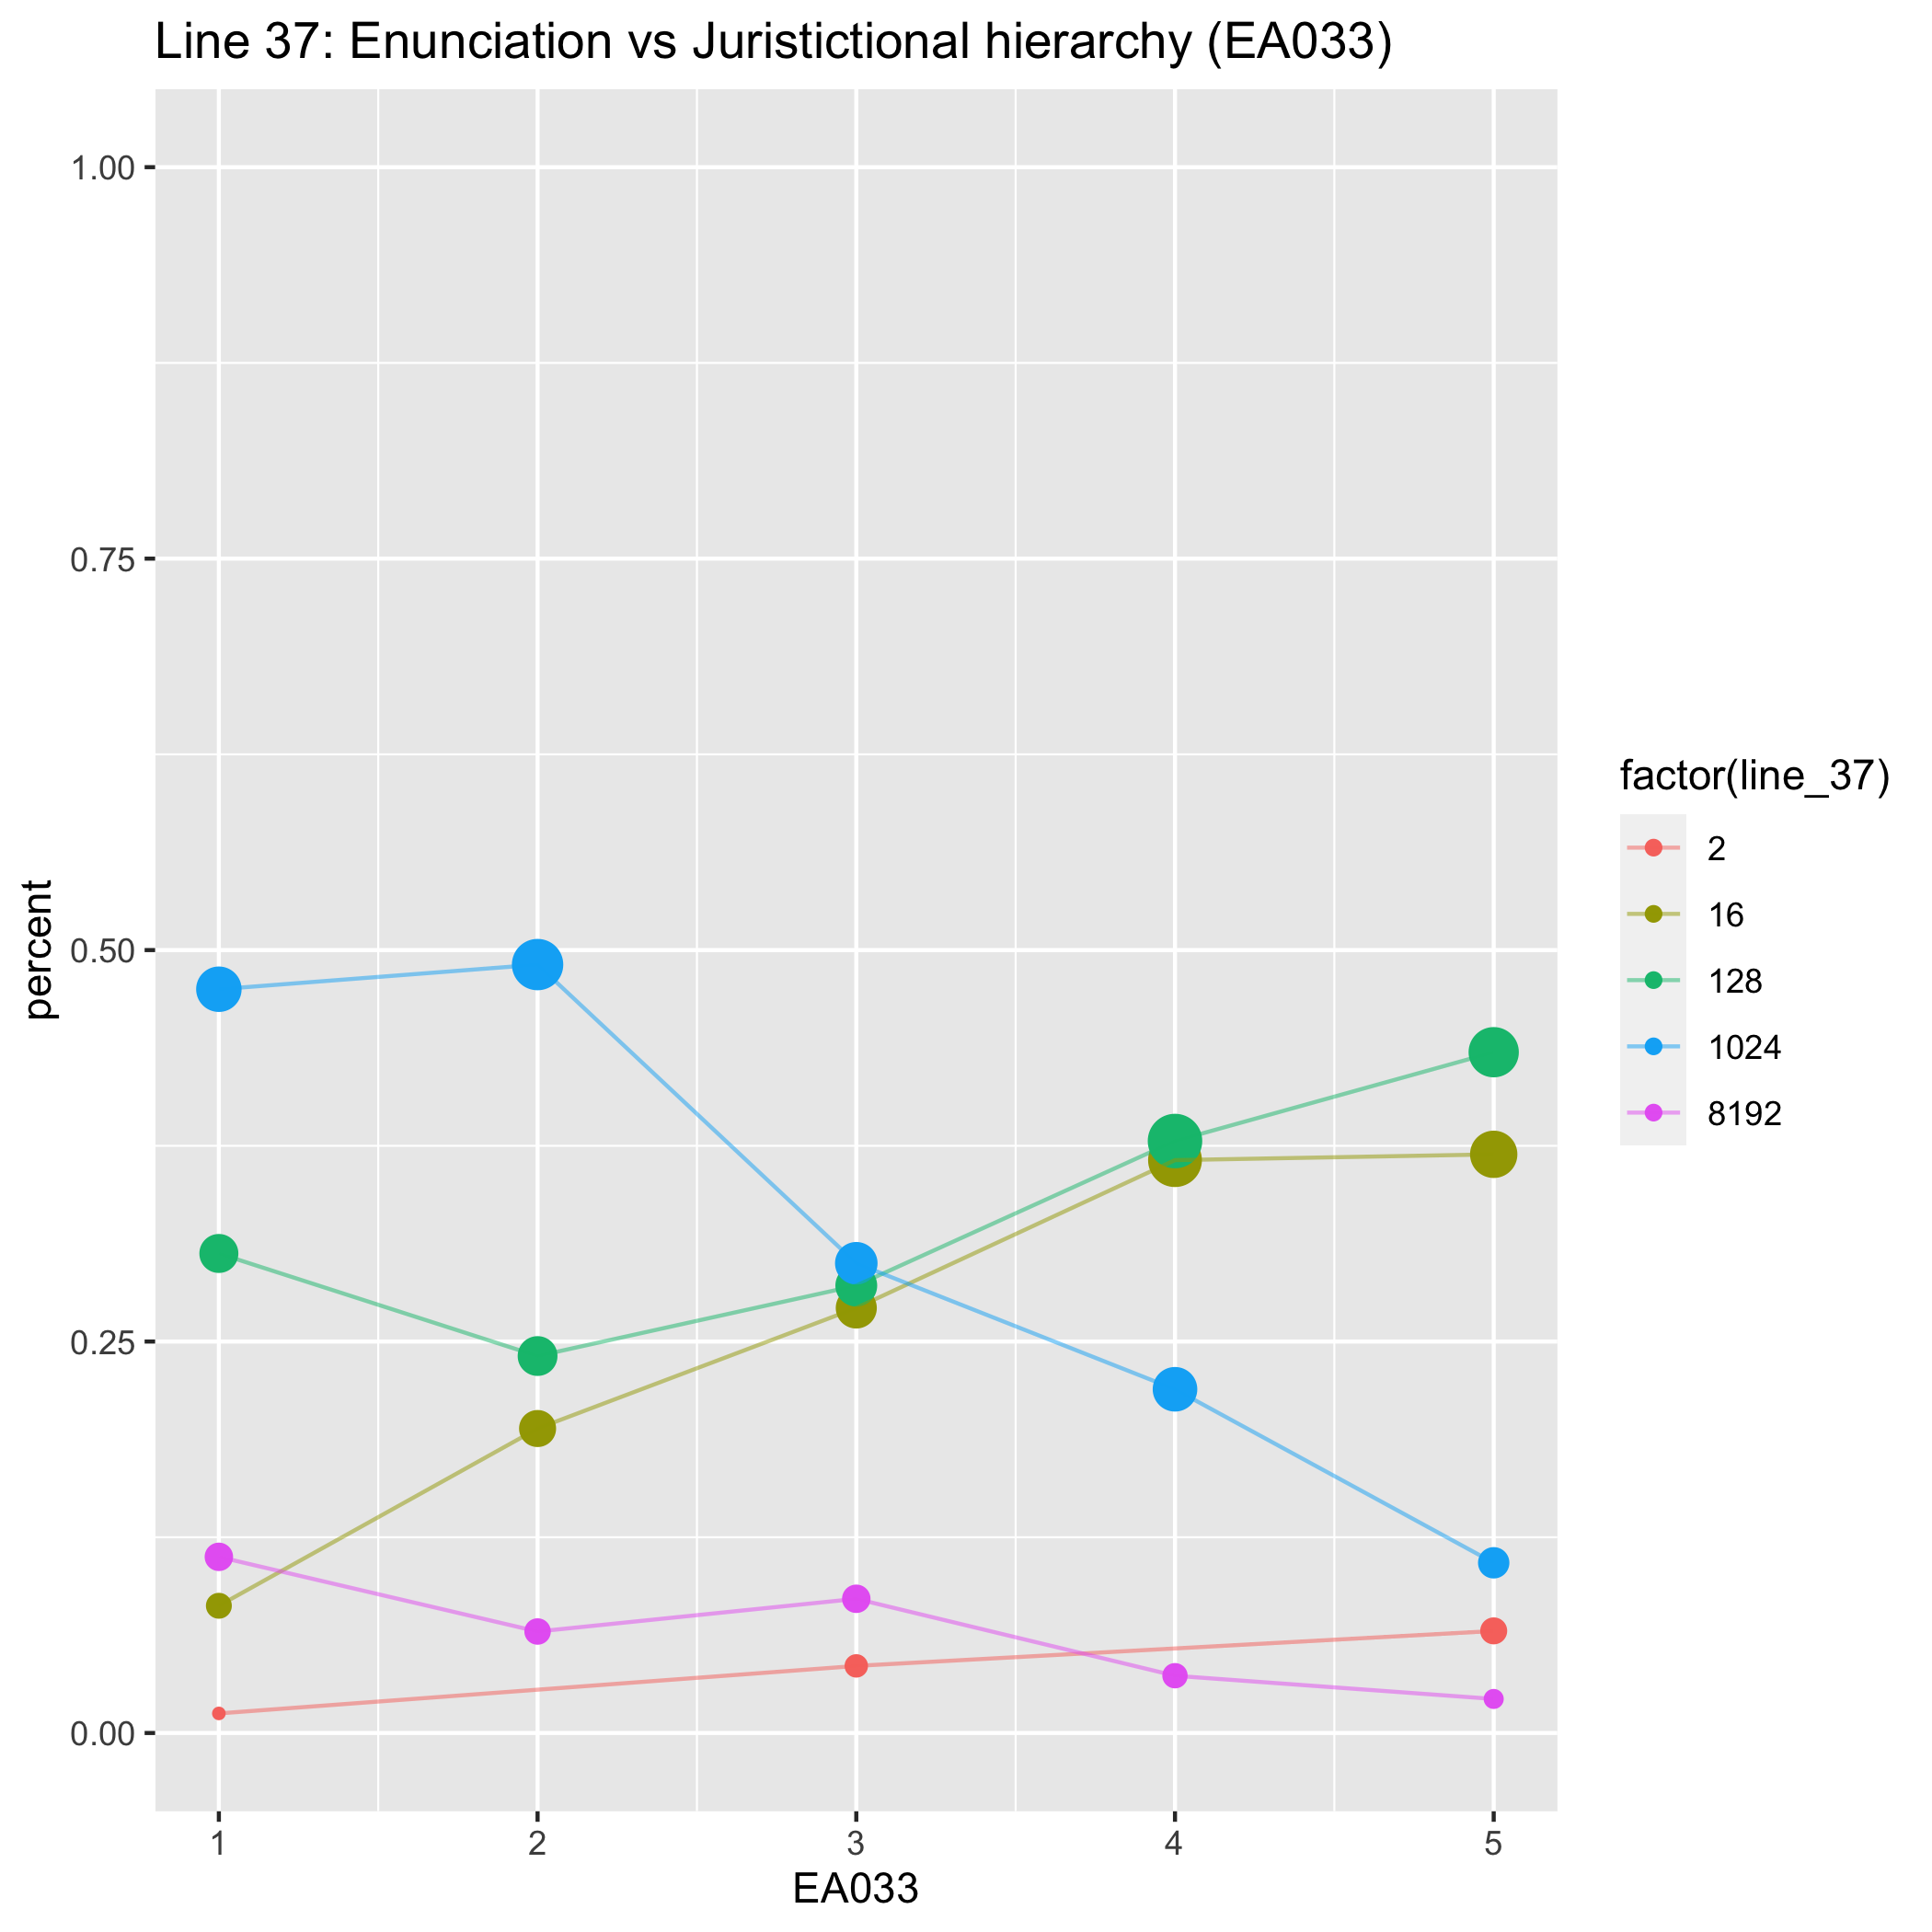 Line 37: Enunciation vs Juristictional hierarchy (EA033)
1.00
0.75
0.50
0.25
0.00
percent
1 2 3 4 5
EA033
factor(line_37)
2
16
128
1024
8192